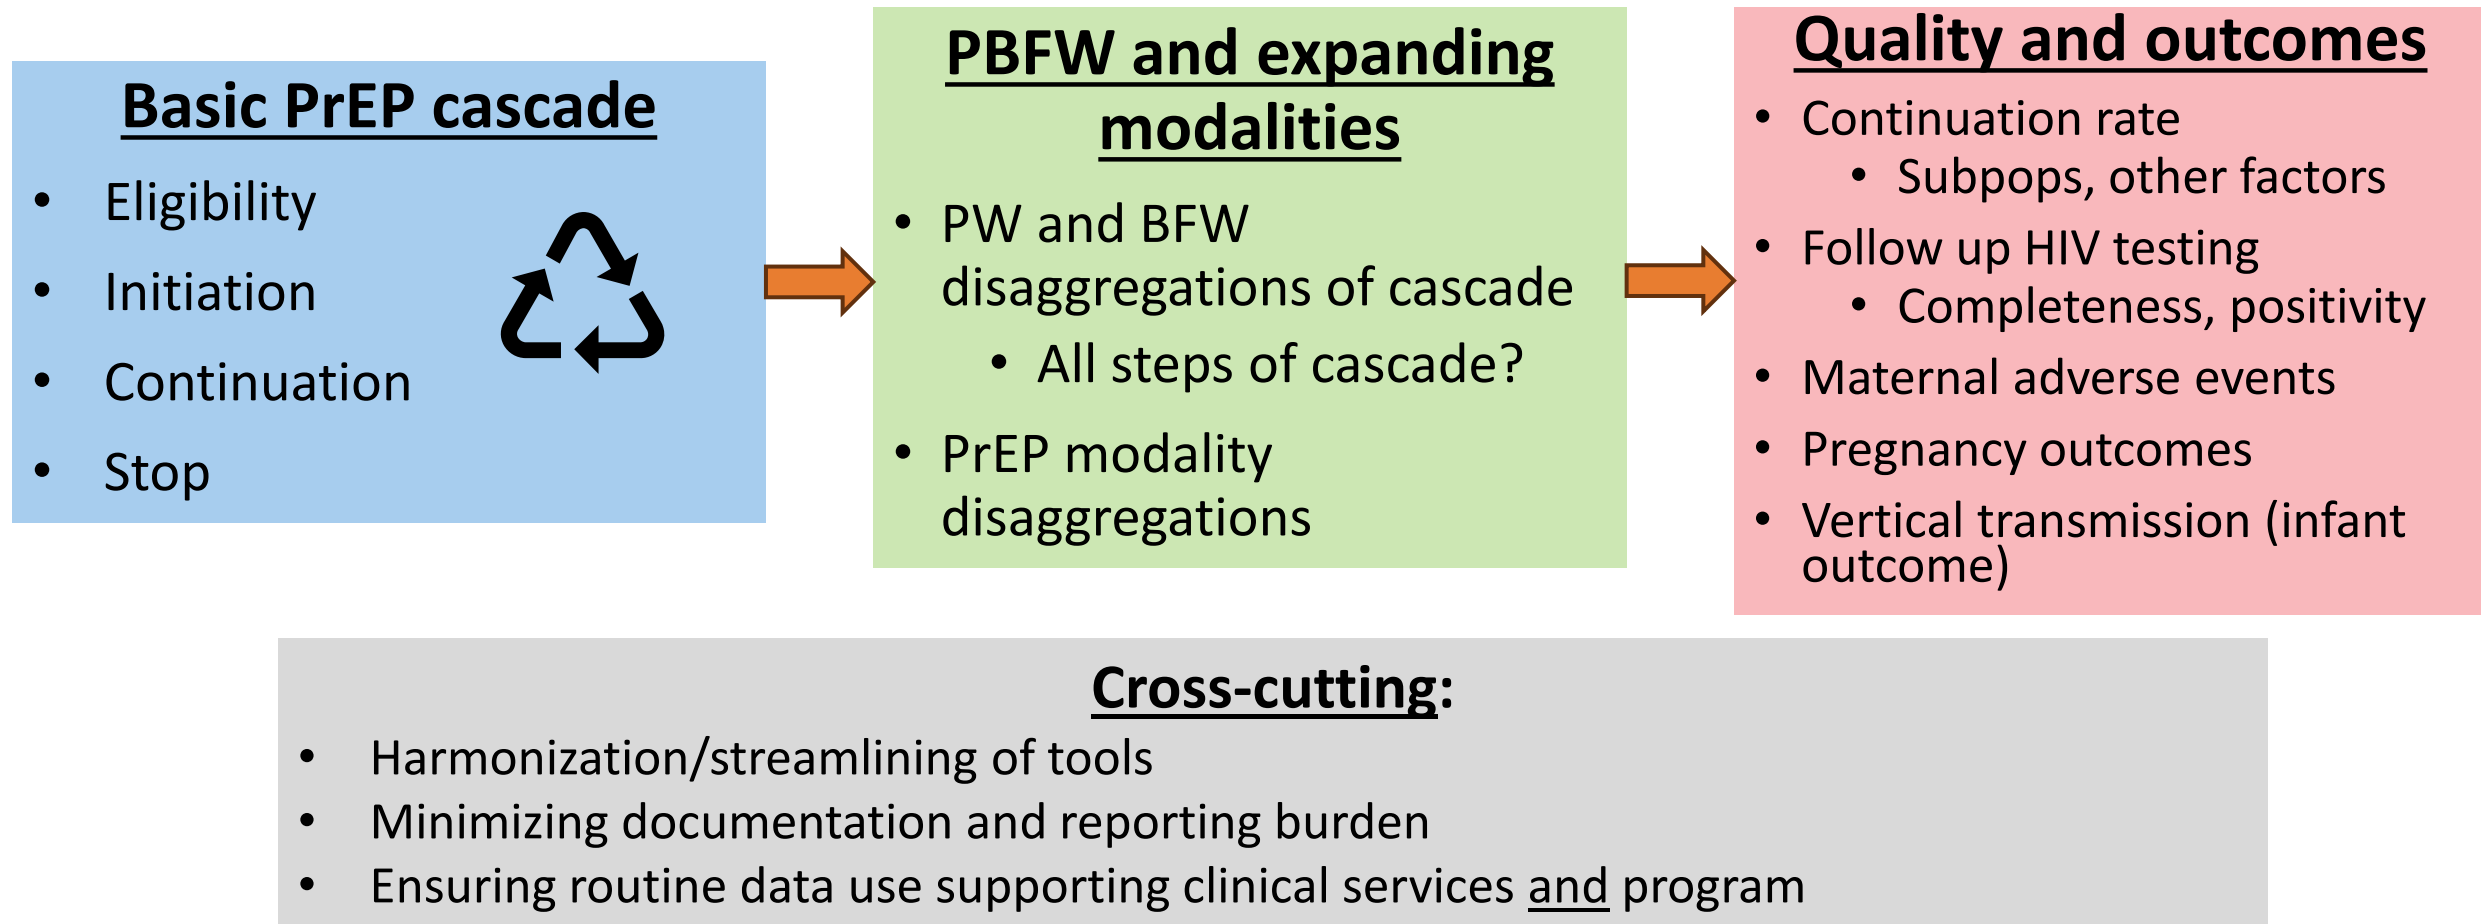 Basic PrEP cascade
• Eligibility
• Initiation
• Continuation
• Stop
PBFW and expanding
modalities
• PW and BFW
disaggregations of cascade
• All steps of cascade?
• PrEP modality
disaggregations
Quality and outcomes
• Continuation rate
• Subpops, other factors
• Follow up HIV testing
• Completeness, positivity
• Maternal adverse events
• Pregnancy outcomes
• Vertical transmission (infant
outcome)
Cross-cutting:
• Harmonization/streamlining of tools
• Minimizing documentation and reporting burden
• Ensuring routine data use supporting clinical services and program